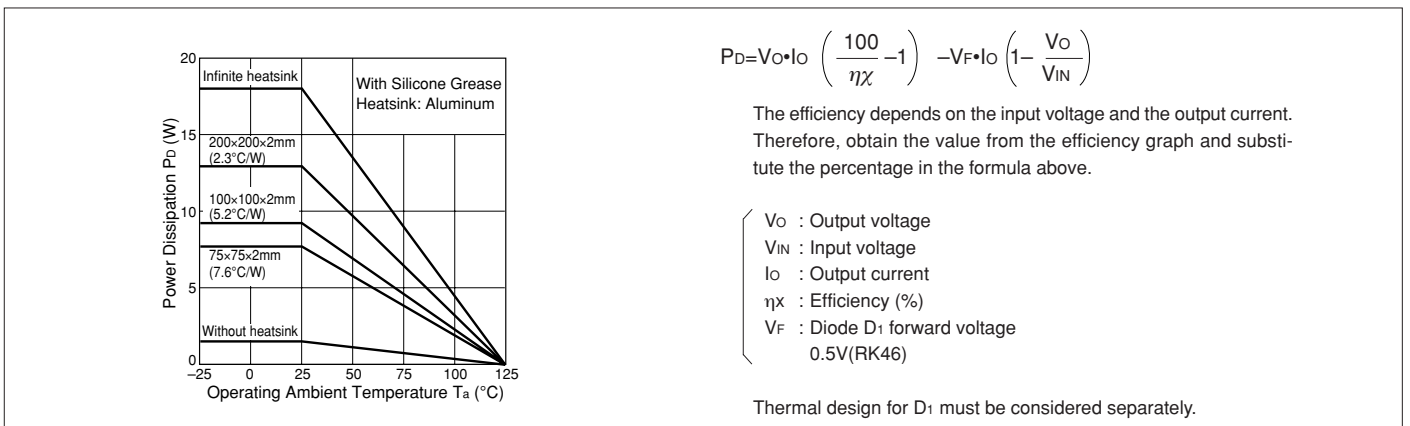 20
15
10
5
0
Power Dissipation PD (W)
Infinite heatsink
With Silicone Grease
Heatsink: Aluminum
200×200×2mm
(2.3°C/W)
100×100×2mm
(5.2°C/W)
75×75×2mm
(7.6°C/W)
Without heatsink
–25 0 25 50 75 100 125
Operating Ambient Temperature Ta (°C)
PD=VO•IO (100/ηχ –1) –VF•IO (1– VO/VIN)
The efficiency depends on the input voltage and the output current.
Therefore, obtain the value from the efficiency graph and substi-
tute the percentage in the formula above.
VO : Output voltage
VIN : Input voltage
IO : Output current
ηx : Efficiency (%)
VF : Diode D1 forward voltage
0.5V(RK46)
Thermal design for D1 must be considered separately.